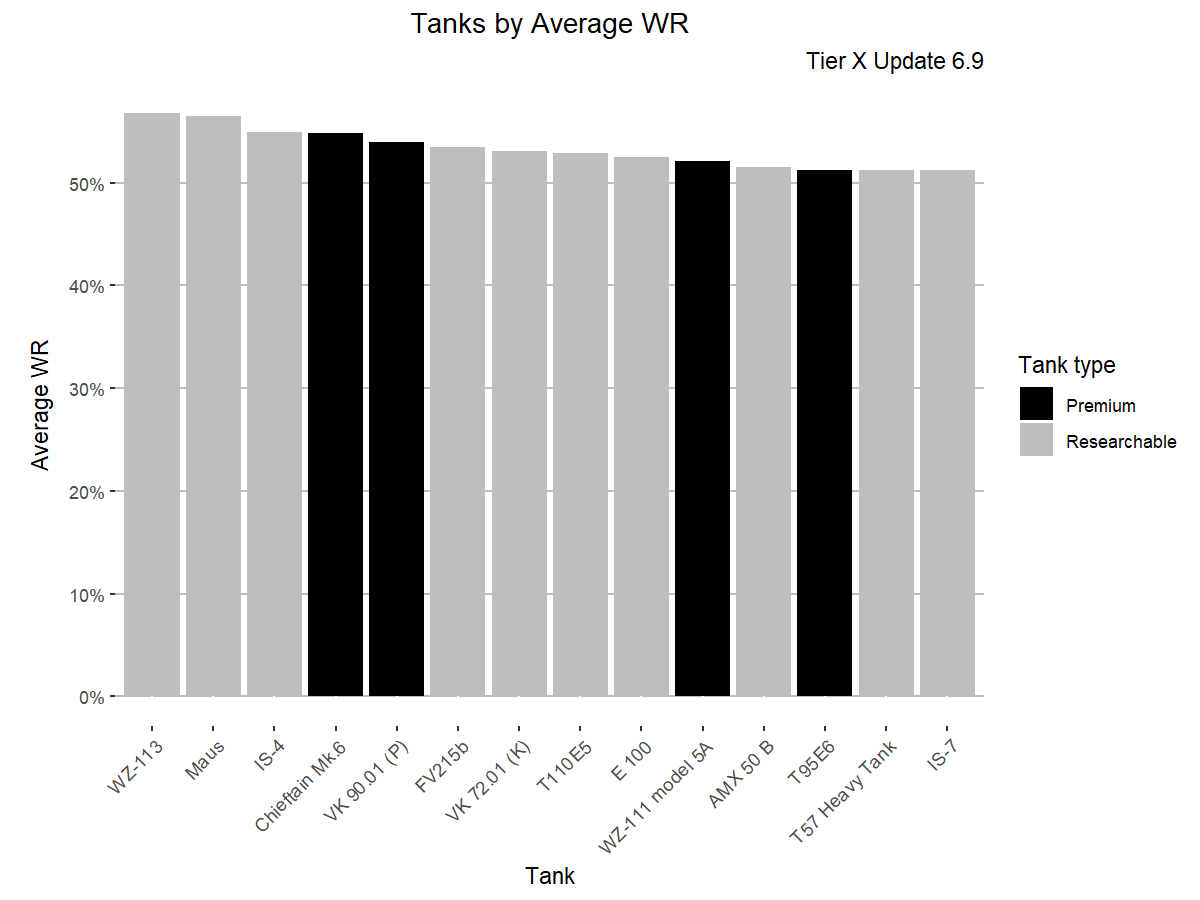 Tanks by Average WR
Tier X Update 6.9
Average WR
50%
40%
30%
20%
10%
0%
WZ-113
Maus
IS-4
Chieftain Mk.6
VK 90.01 (P)
FV215b
VK 72.01 (K)
T110E5
E 100
WZ-111 model 5A
AMX 50 B
T95E6
T57 Heavy Tank
IS-7
Tank
Tank type
Premium
Researchable